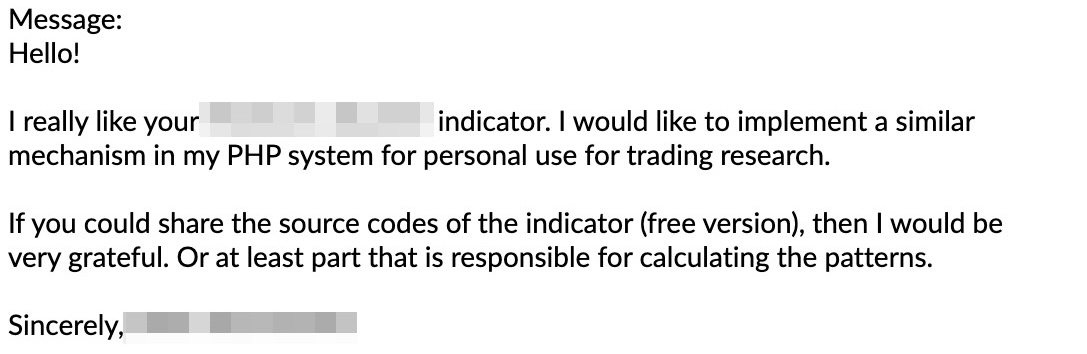 Message:
Hello!
I really like your indicator. I would like to implement a similar
mechanism in my PHP system for personal use for trading research.
If you could share the source codes of the indicator (free version), then I would be
very grateful. Or at least part that is responsible for calculating the patterns.
Sincerely,